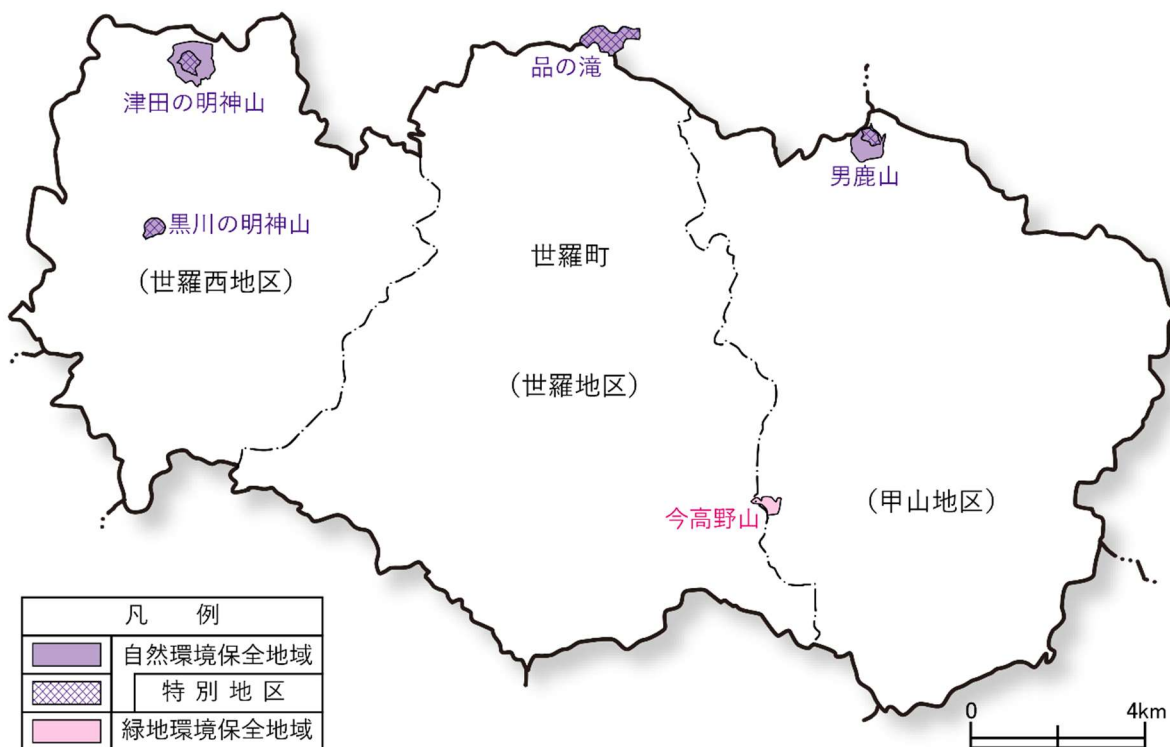 品の滝
津田の明神山
男鹿山
黒川の明神山
世羅町
（世羅西地区）
（世羅地区）
今高野山
（甲山地区）
凡 例
自然環境保全地域
特別地区
緑地環境保全地域
0 4km